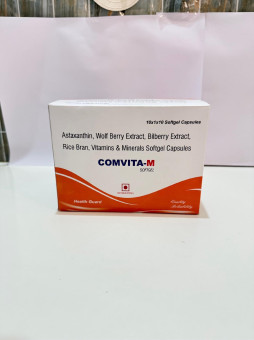 10x1x10 Softgel Capsules
Astaxanthin, Wolf Berry Extract, Bilberry Extract,
Rice Bran, Vitamins & Minerals Softgel Capsules
COMVITA-M
SOFTGEL
Health Guard
Quality
Reliability